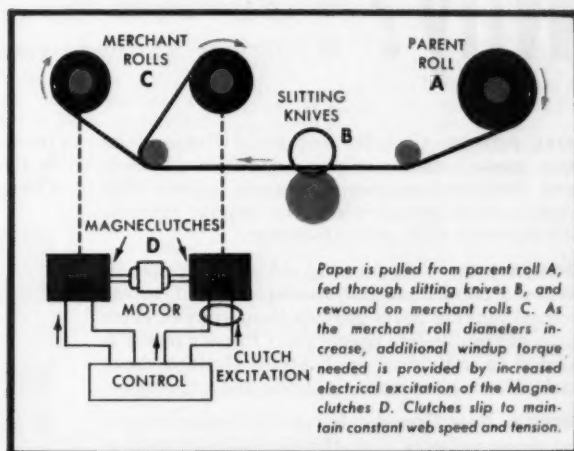 MERCHANT
ROLLS
C
PARENT
ROLL
A
SLITTING
KNIVES
B
MAGNECLUTCHES
D
MOTOR
CLUTCH
EXCITATION
CONTROL
Paper is pulled from parent roll A,
fed through slitting knives B, and
rewound on merchant rolls C. As
the merchant roll diameters in-
crease, additional windup torque
needed is provided by increased
electrical excitation of the Magne-
clutches D. Clutches slip to main-
tain constant web speed and tension.